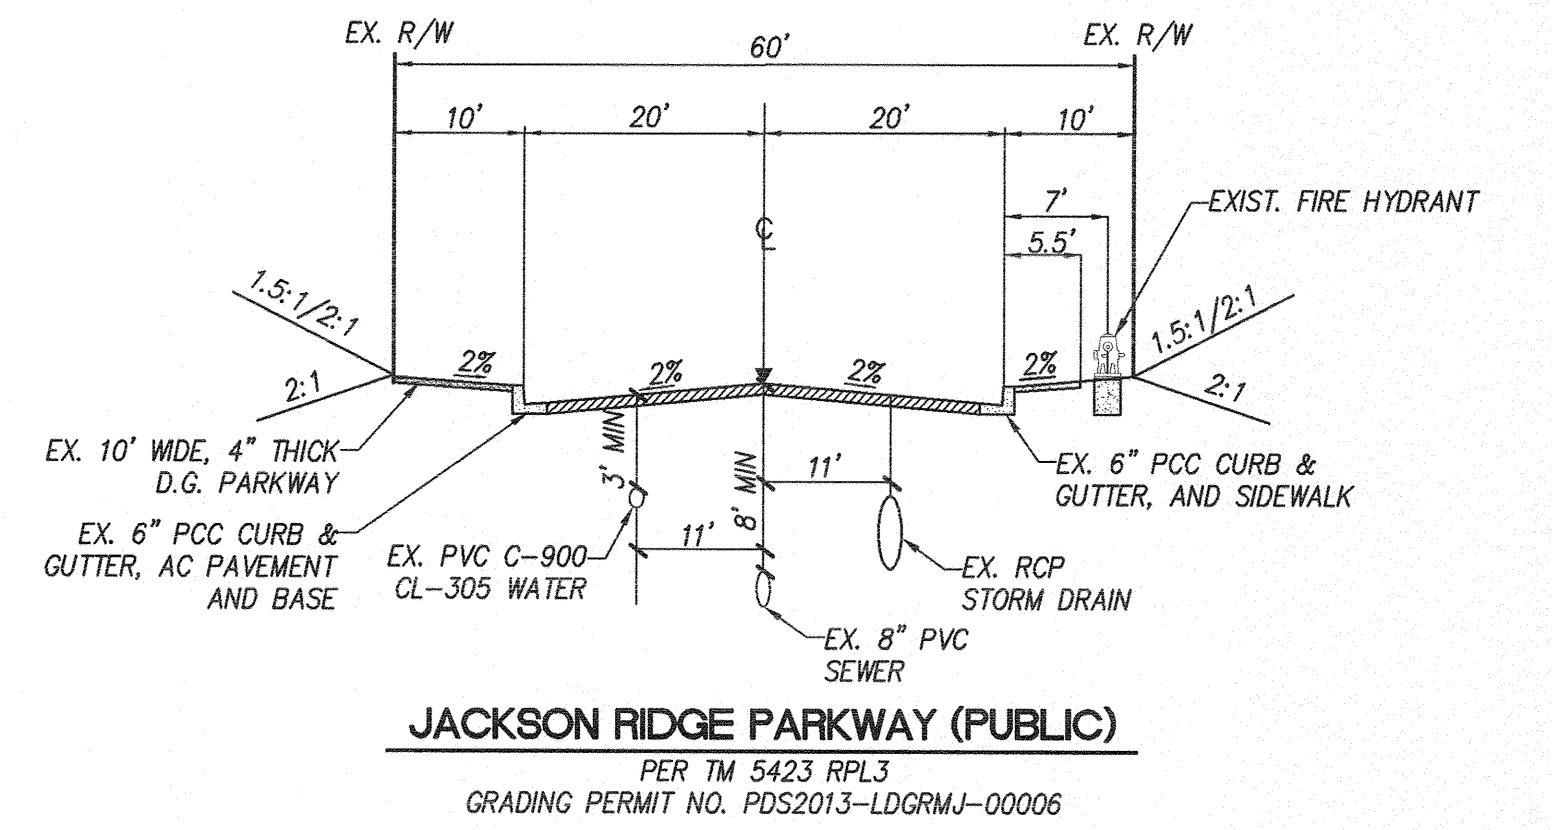 EX. R/W
EX. R/W
60'
10'
20'
20'
10'
7'
EXIST. FIRE HYDRANT
5.5'
℄
1.5:1/2:1
1.5:1/2:1
2:1
2%
2%
2%
2%
2:1
EX. 10' WIDE, 4" THICK
D.G. PARKWAY
3' MIN
8' MIN
11'
EX. 6" PCC CURB &
GUTTER, AND SIDEWALK
EX. 6" PCC CURB &
GUTTER, AC PAVEMENT
AND BASE
11'
EX. PVC C-900
CL-305 WATER
EX. RCP
STORM DRAIN
EX. 8" PVC
SEWER
JACKSON RIDGE PARKWAY (PUBLIC)
PER TM 5423 RPL3
GRADING PERMIT NO. PDS2013-LDGRMJ-00006